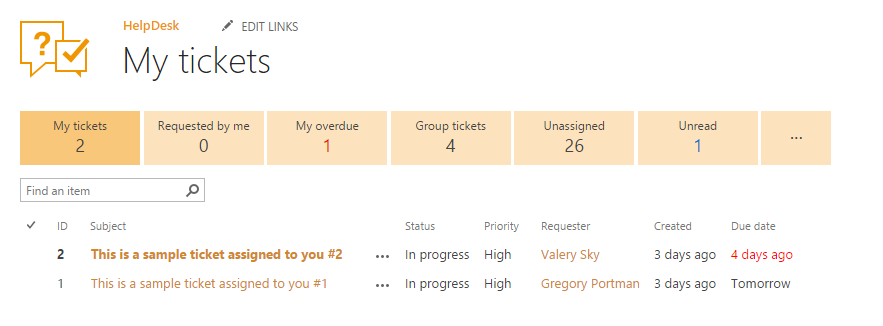 HelpDesk EDIT LINKS
My tickets
My tickets Requested by me My overdue Group tickets Unassigned Unread ...
2 0 1 4 26 1
Find an item
ID Subject Status Priority Requester Created Due date
2 This is a sample ticket assigned to you #2 ... In progress High Valery Sky 3 days ago 4 days ago
1 This is a sample ticket assigned to you #1 ... In progress High Gregory Portman 3 days ago Tomorrow